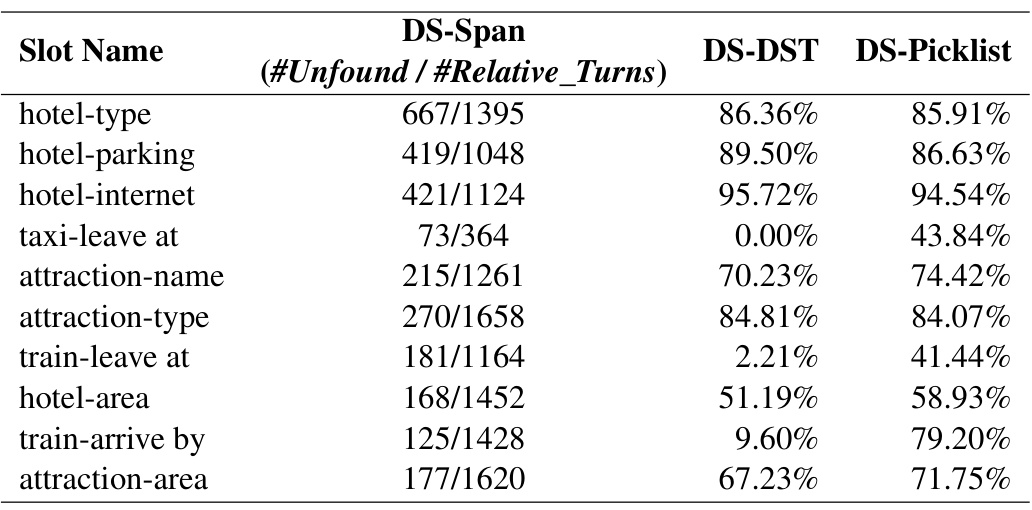 Slot Name DS-Span (#Unfound / #Relative_Turns) DS-DST DS-Picklist
hotel-type 667/1395 86.36% 85.91%
hotel-parking 419/1048 89.50% 86.63%
hotel-internet 421/1124 95.72% 94.54%
taxi-leave at 73/364 0.00% 43.84%
attraction-name 215/1261 70.23% 74.42%
attraction-type 270/1658 84.81% 84.07%
train-leave at 181/1164 2.21% 41.44%
hotel-area 168/1452 51.19% 58.93%
train-arrive by 125/1428 9.60% 79.20%
attraction-area 177/1620 67.23% 71.75%